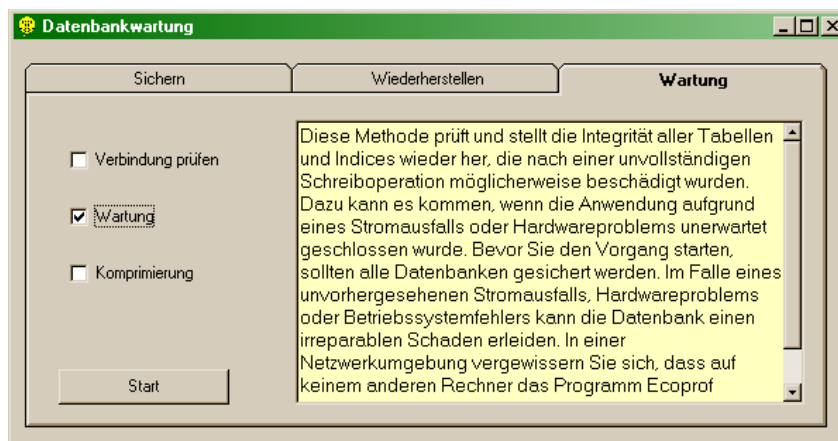 Datenbankwartung
Sichern
Wiederherstellen
Wartung
Verbindung prüfen
Wartung
Komprimierung
Start
Diese Methode prüft und stellt die Integrität aller Tabellen
und Indices wieder her, die nach einer unvollständigen
Schreiboperation möglicherweise beschädigt wurden.
Dazu kann es kommen, wenn die Anwendung aufgrund
eines Stromausfalls oder Hardwareproblems unerwartet
geschlossen wurde. Bevor Sie den Vorgang starten,
sollten alle Datenbanken gesichert werden. Im Falle eines
unvorhergesehenen Stromausfalls, Hardwareproblems
oder Betriebssystemfehlers kann die Datenbank einen
irreparablen Schaden erleiden. In einer
Netzwerkumgebung vergewissern Sie sich, dass auf
keinem anderen Rechner das Programm Ecoprof